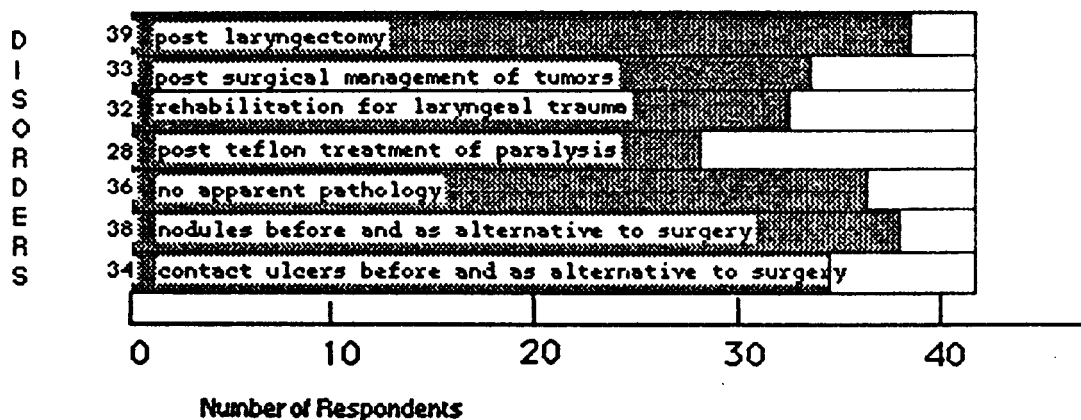 DISORDERS
39 post laryngectomy
33 post surgical management of tumors
32 rehabilitation for laryngeal trauma
28 post teflon treatment of paralysis
36 no apparent pathology
38 nodules before and as alternative to surgery
34 contact ulcers before and as alternative to surgery
0 10 20 30 40
Number of Respondents